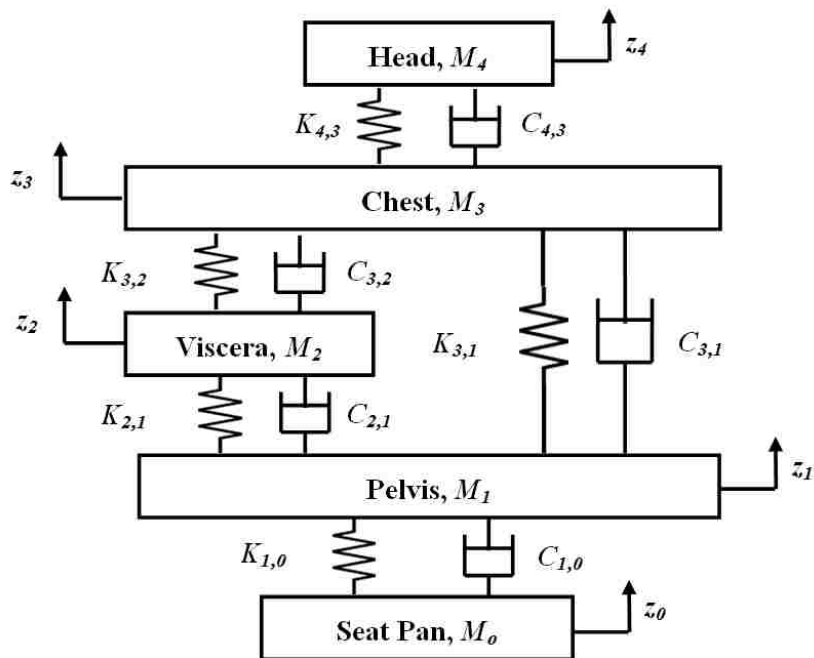 Head, M4
z4
K4,3
C4,3
z3
Chest, M3
K3,2
C3,2
z2
Viscera, M2
K3,1
C3,1
K2,1
C2,1
Pelvis, M1
z1
K1,0
C1,0
Seat Pan, Mo
z0